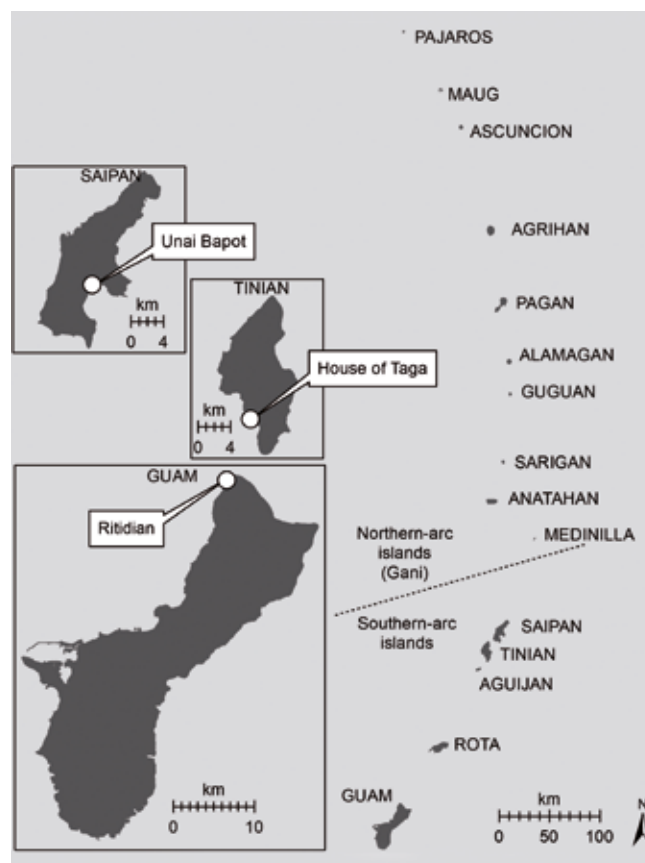 PAJAROS
MAUG
ASCUNCION
SAIPAN
Unai Bapot
km
0 4
AGRIHAN
TINIAN
House of Taga
km
0 4
PAGAN
ALAMAGAN
GUGUAN
GUAM
Ritidian
km
0 10
SARIGAN
ANATAHAN
Northern-arc
islands
(Gani)
MEDINILLA
Southern-arc
islands
SAIPAN
TINIAN
AGUIJAN
ROTA
GUAM
km
0 50 100
N